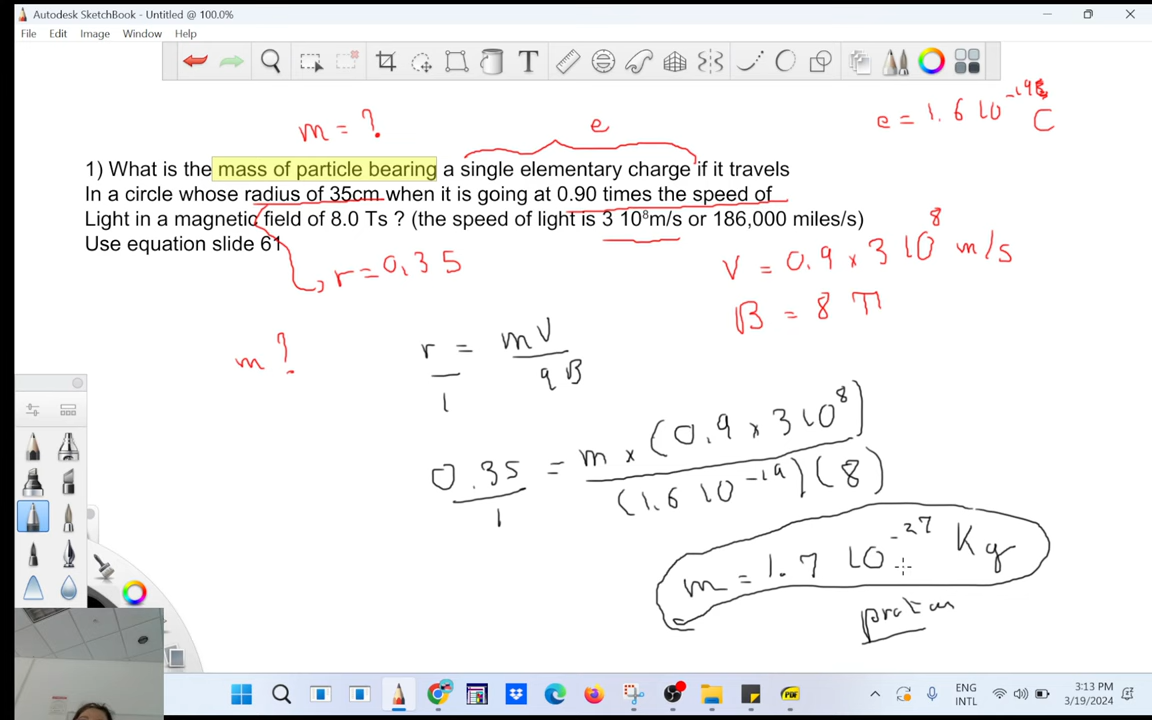 Autodesk SketchBook - Untitled @ 100.0%
File Edit Image Window Help
e = 1.6 10⁻¹⁹ C
m = ?
e
1) What is the mass of particle bearing a single elementary charge if it travels
In a circle whose radius of 35cm when it is going at 0.90 times the speed of
Light in a magnetic field of 8.0 Ts ? (the speed of light is 3 10⁸m/s or 186,000 miles/s)
Use equation slide 61
r = 0,35
V = 0.9 × 3 10⁸ m/s
B = 8
m ?
r/1 = mV/qB
0.35/1 = m × (0.9 × 3 10⁸)/(1.6 10⁻¹⁹)(8)
m = 1.7 10⁻²⁷ Kg
proton
ENG
INTL
3:13 PM
3/19/2024